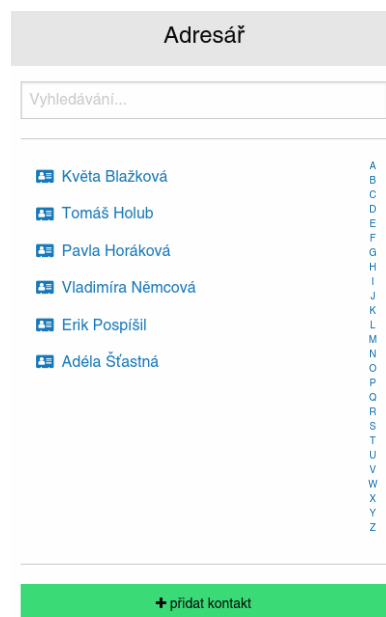 Adresář
Vyhledávání...
Květa Blažková
Tomáš Holub
Pavla Horáková
Vladimíra Němcová
Erik Pospíšil
Adéla Šťastná
A
B
C
D
E
F
G
H
I
J
K
L
M
N
O
P
Q
R
S
T
U
V
W
X
Y
Z
+ přidat kontakt